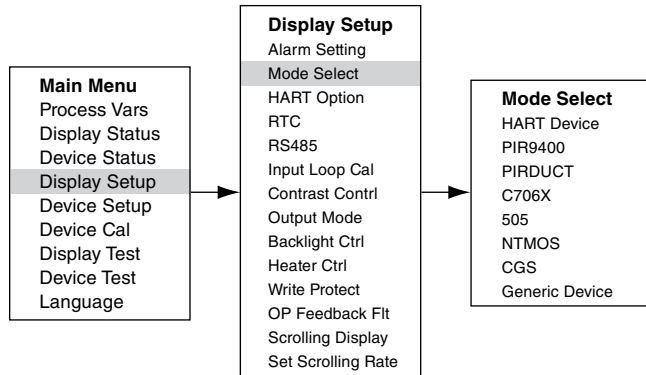 Main Menu
Process Vars
Display Status
Device Status
Display Setup
Device Setup
Device Cal
Display Test
Device Test
Language
Display Setup
Alarm Setting
Mode Select
HART Option
RTC
RS485
Input Loop Cal
Contrast Contrl
Output Mode
Backlight Ctrl
Heater Ctrl
Write Protect
OP Feedback Flt
Scrolling Display
Set Scrolling Rate
Mode Select
HART Device
PIR9400
PIRDUCT
C706X
505
NTMOS
CGS
Generic Device